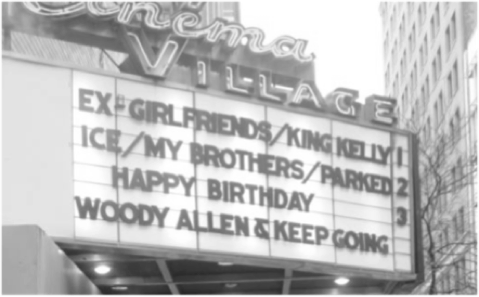 Cinema
VILLAGE
EX-GIRLFRIENDS/KING KELLY 1
ICE/MY BROTHERS/PARKED 2
HAPPY BIRTHDAY 3
WOODY ALLEN & KEEP GOING